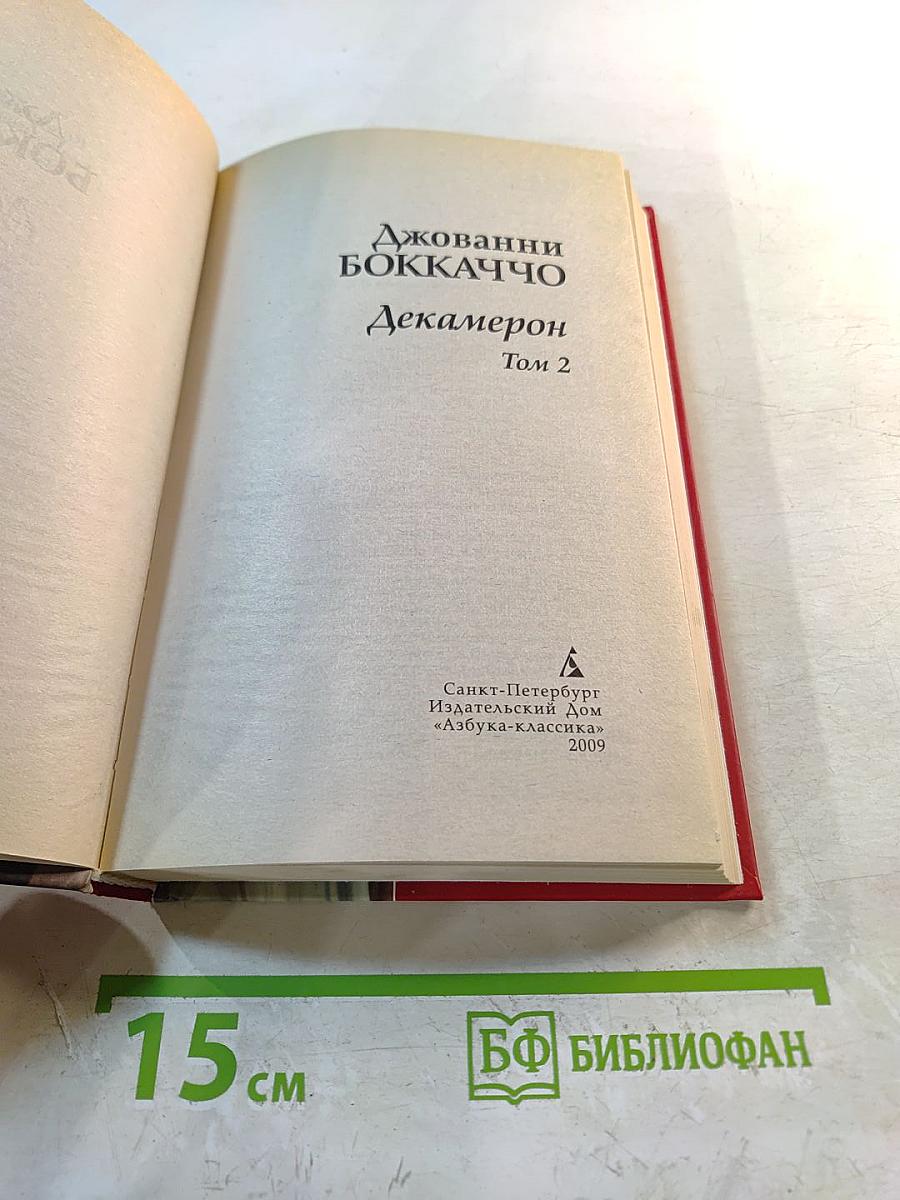 Джованни
БОККАЧЧО
Декамерон
Том 2
Санкт-Петербург
Издательский Дом
«Азбука-классика»
2009
15 см
БФ БИБЛИОФАН